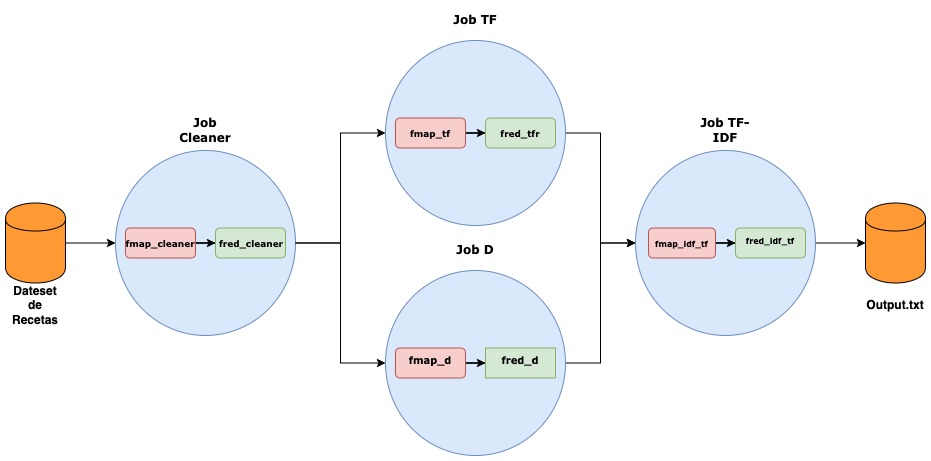 Job TF
fmap_tf
fred_tfr
Job
Cleaner
fmap_cleaner
fred_cleaner
Dateset
de
Recetas
Job D
fmap_d
fred_d
Job TF-
IDF
fmap_idf_tf
fred_idf_tf
Output.txt